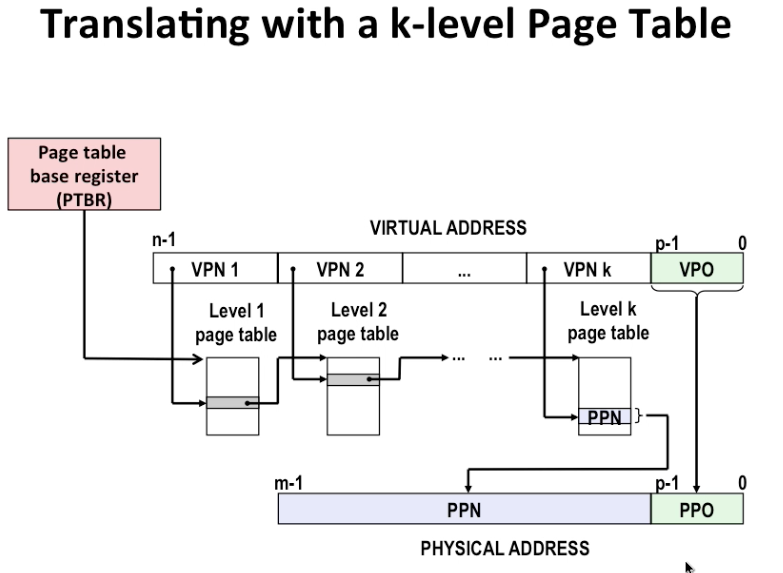 Translating with a k-level Page Table
Page table
base register
(PTBR)
VIRTUAL ADDRESS
n-1
p-1
0
VPN 1
VPN 2
...
VPN k
VPO
Level 1
page table
Level 2
page table
Level k
page table
...
...
PPN
}
m-1
p-1
0
PPN
PPO
PHYSICAL ADDRESS